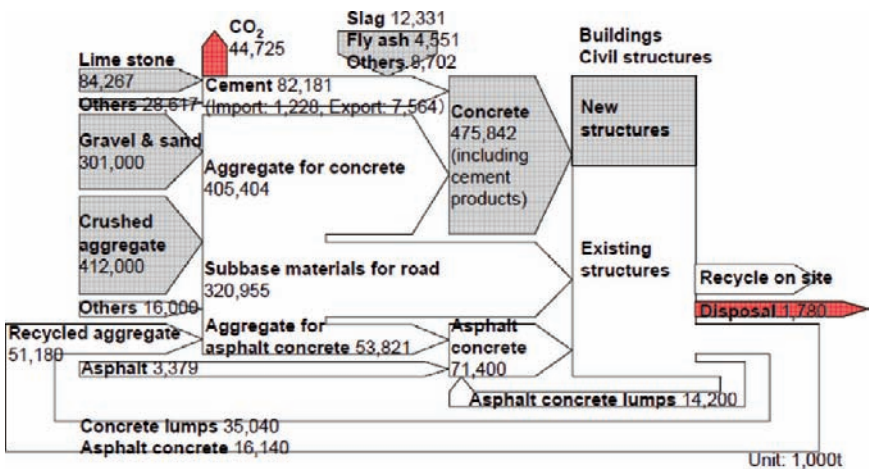 CO₂
44,725
Slag 12,331
Fly ash 4,551
Others 8,702
Buildings
Civil structures
Lime stone
84,267
Others 28,617
Cement 82,181
(Import: 1,228, Export: 7,564)
Gravel & sand
301,000
Aggregate for concrete
405,404
Concrete
475,842
(including
cement
products)
New
structures
Crushed
aggregate
412,000
Subbase materials for road
320,955
Existing
structures
Recycle on site
Disposal 1,780
Others 16,000
Recycled aggregate
51,180
Aggregate for
asphalt concrete 53,821
Asphalt
concrete
71,400
Asphalt 3,379
Asphalt concrete lumps 14,200
Concrete lumps 35,040
Asphalt concrete 16,140
Unit: 1,000t